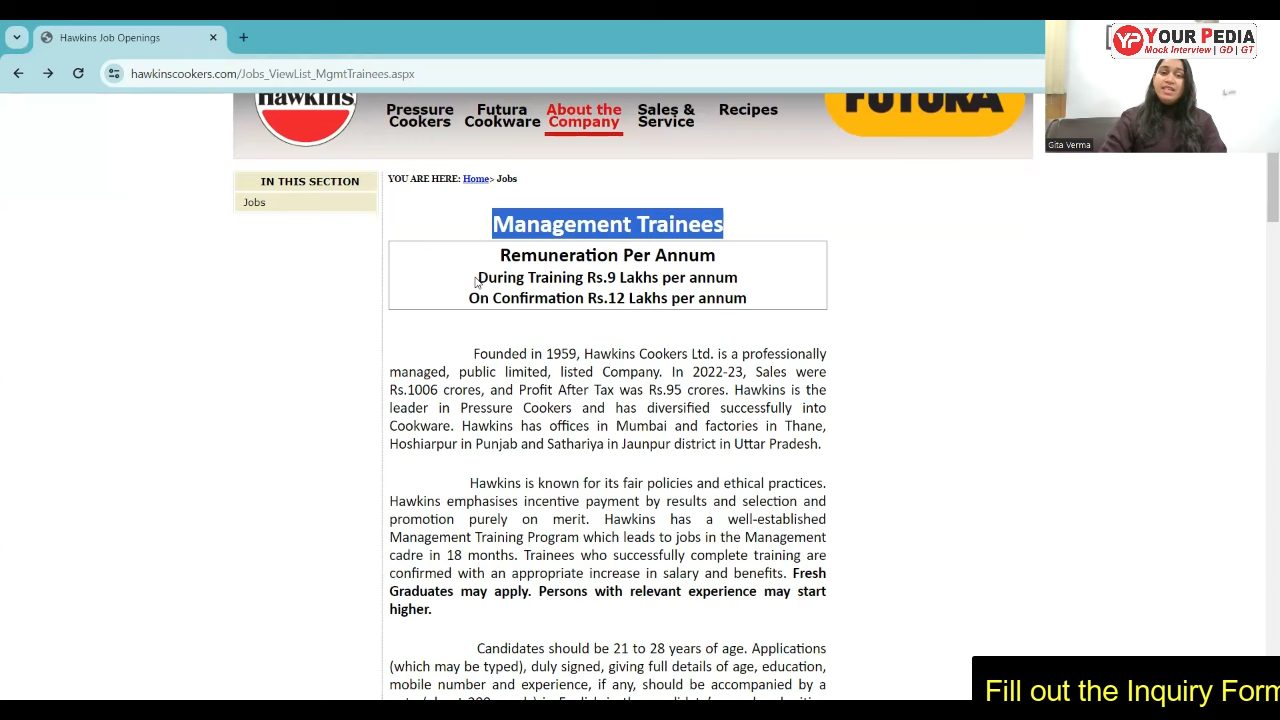 Hawkins Job Openings
hawkinscookers.com/Jobs_ViewList_MgmtTrainees.aspx
YOUR PEDIA
YP
Mock Interview | GD | GT
Gita Verma
hawkins
Pressure Cookers
Futura Cookware
About the Company
Sales & Service
Recipes
FUTURA
IN THIS SECTION
Jobs
YOU ARE HERE: Home> Jobs
Management Trainees
Remuneration Per Annum
During Training Rs.9 Lakhs per annum
On Confirmation Rs.12 Lakhs per annum
Founded in 1959, Hawkins Cookers Ltd. is a professionally
managed, public limited, listed Company. In 2022-23, Sales were
Rs.1006 crores, and Profit After Tax was Rs.95 crores. Hawkins is the
leader in Pressure Cookers and has diversified successfully into
Cookware. Hawkins has offices in Mumbai and factories in Thane,
Hoshiarpur in Punjab and Sathariya in Jaunpur district in Uttar Pradesh.
Hawkins is known for its fair policies and ethical practices.
Hawkins emphasises incentive payment by results and selection and
promotion purely on merit. Hawkins has a well-established
Management Training Program which leads to jobs in the Management
cadre in 18 months. Trainees who successfully complete training are
confirmed with an appropriate increase in salary and benefits. Fresh
Graduates may apply. Persons with relevant experience may start
higher.
Candidates should be 21 to 28 years of age. Applications
(which may be typed), duly signed, giving full details of age, education,
mobile number and experience, if any, should be accompanied by a
Fill out the Inquiry Form